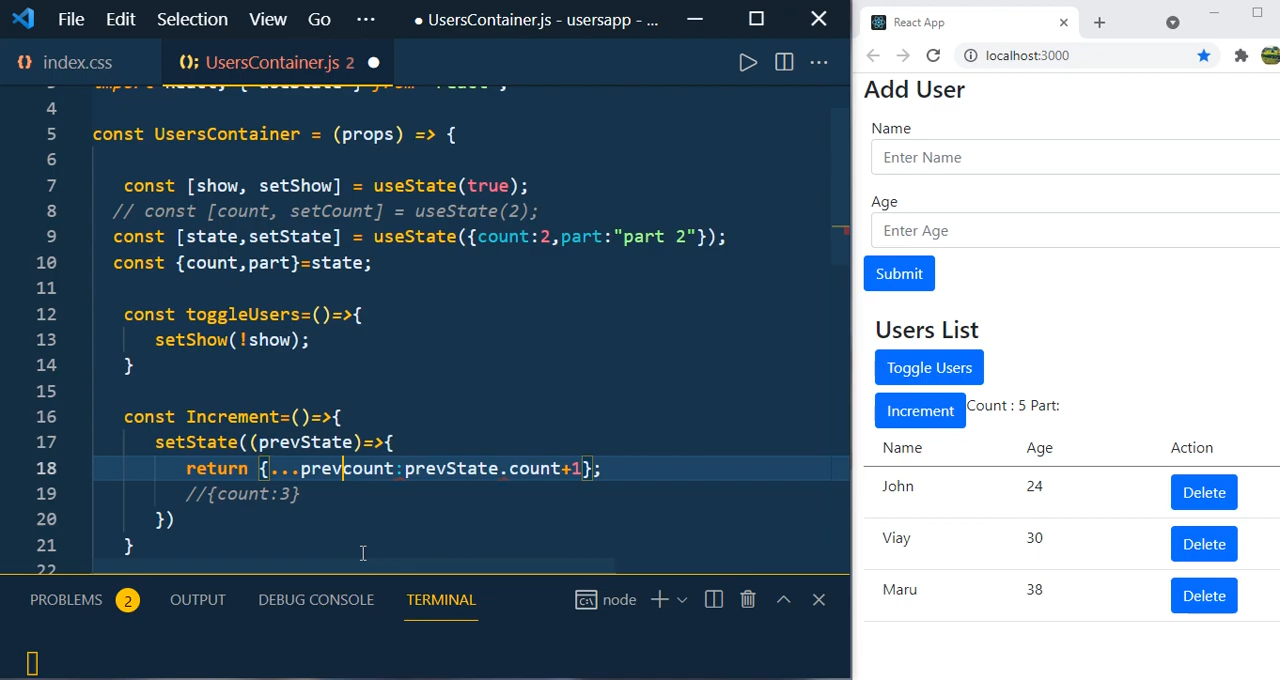 File Edit Selection View Go ··· ● UsersContainer.js - usersapp - ...
index.css UsersContainer.js 2 ●
4
5 const UsersContainer = (props) => {
6
7 const [show, setShow] = useState(true);
8 // const [count, setCount] = useState(2);
9 const [state,setState] = useState({count:2,part:"part 2"});
10 const {count,part}=state;
11
12 const toggleUsers=()=>{
13 setShow(!show);
14 }
15
16 const Increment=()=>{
17 setState((prevState)=>{
18 return {...prevcount:prevState.count+1};
19 //{count:3}
20 })
21 }
22
PROBLEMS 2 OUTPUT DEBUG CONSOLE TERMINAL node
React App
localhost:3000
Add User
Name
Enter Name
Age
Enter Age
Submit
Users List
Toggle Users
Increment Count : 5 Part:
Name Age Action
John 24 Delete
Viay 30 Delete
Maru 38 Delete